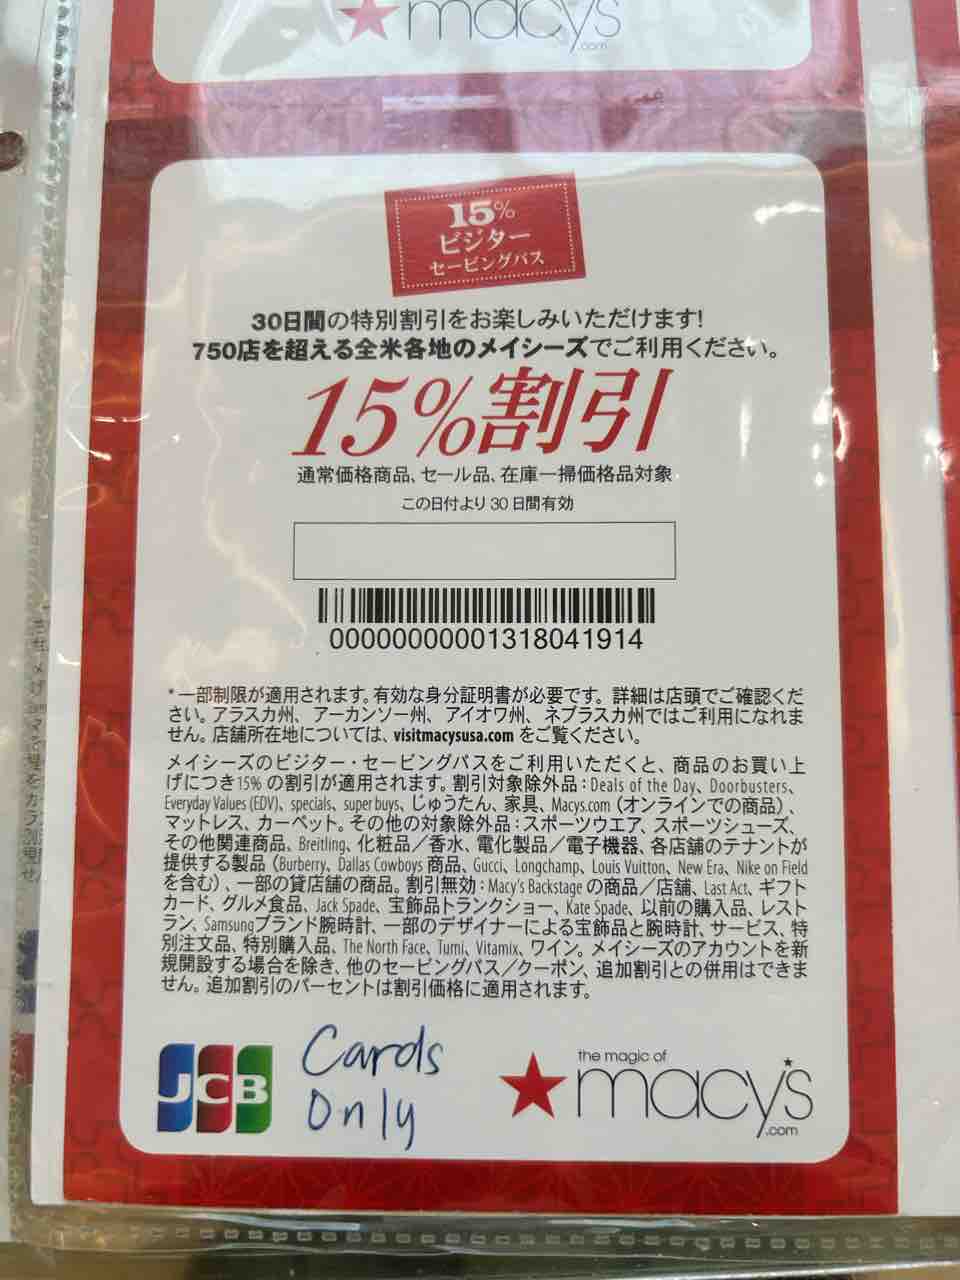 macy's
.com
15%
ビジター
セービングパス
30日間の特別割引をお楽しみいただけます!
750店を超える全米各地のメイシーズでご利用ください。
15%割引
通常価格商品、セール品、在庫一掃価格品対象
この日付より30日間有効
00000000001318041914
*一部制限が適用されます。有効な身分証明書が必要です。詳細は店頭でご確認くだ
さい。アラスカ州、アーカンソー州、アイオワ州、ネブラスカ州ではご利用になれま
せん。店舗所在地については、visitmacysusa.com をご覧ください。
メイシーズのビジター・セービングパスをご利用いただくと、商品のお買い上
げにつき15% の割引が適用されます。割引対象除外品:Deals of the Day、Doorbusters、
Everyday Values (EDV)、specials、super buys、じゅうたん、家具、Macys.com (オンラインでの商品)、
マットレス、カーペット。その他の対象除外品:スポーツウエア、スポーツシューズ、
その他関連商品、Breitling、化粧品/香水、電化製品/電子機器、各店舗のテナントが
提供する製品 (Burberry、Dallas Cowboys 商品、Gucci、Longchamp、Louis Vuitton、New Era、Nike on Field
を含む)、一部の貸店舗の商品。割引無効:Macy's Backstage の商品/店舗、Last Act、ギフト
カード、グルメ食品、Jack Spade、宝飾品トランクショー、Kate Spade、以前の購入品、レスト
ラン、Samsungブランド腕時計、一部のデザイナーによる宝飾品と腕時計、サービス、特
別注文品、特別購入品、The North Face、Tumi、Vitamix、ワイン。メイシーズのアカウントを新
規開設する場合を除き、他のセービングパス/クーポン、追加割引との併用はできま
せん。追加割引のパーセントは割引価格に適用されます。
JCB
Cards
Only
the magic of
macy's
.com